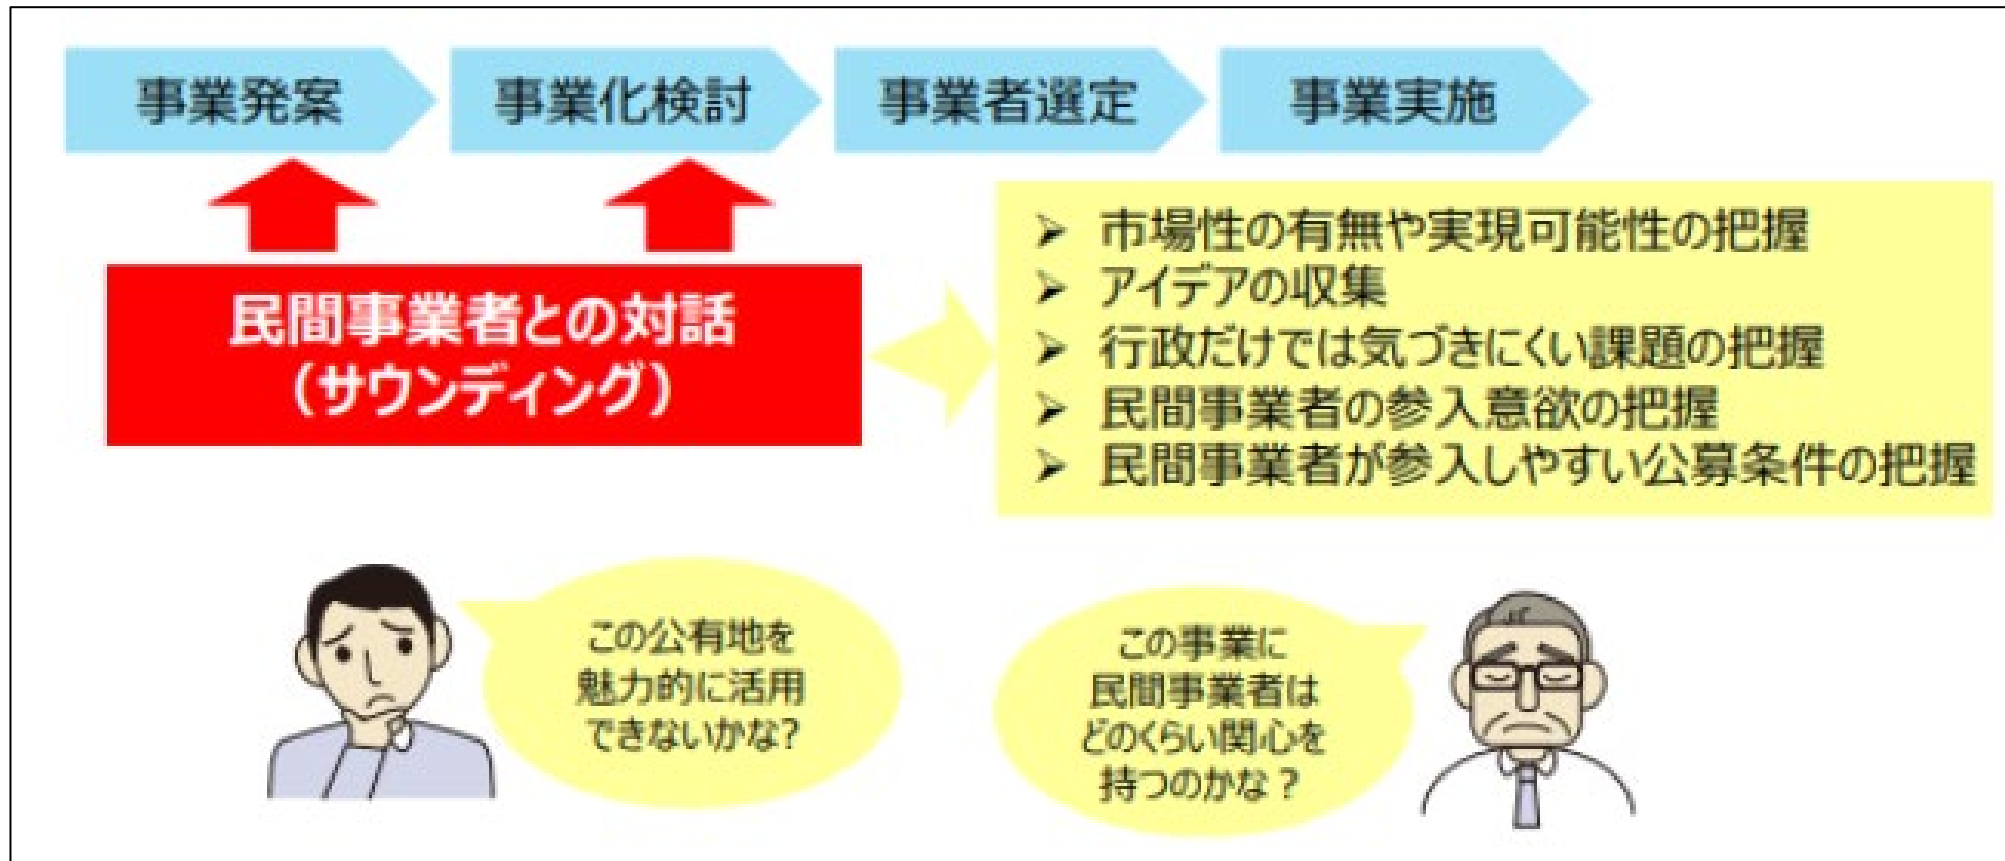 事業発案
事業化検討
事業者選定
事業実施
民間事業者との対話
(サウンディング)
➢ 市場性の有無や実現可能性の把握
➢ アイデアの収集
➢ 行政だけでは気づきにくい課題の把握
➢ 民間事業者の参入意欲の把握
➢ 民間事業者が参入しやすい公募条件の把握
この公有地を
魅力的に活用
できないかな?
この事業に
民間事業者は
どのくらい関心を
持つのかな？